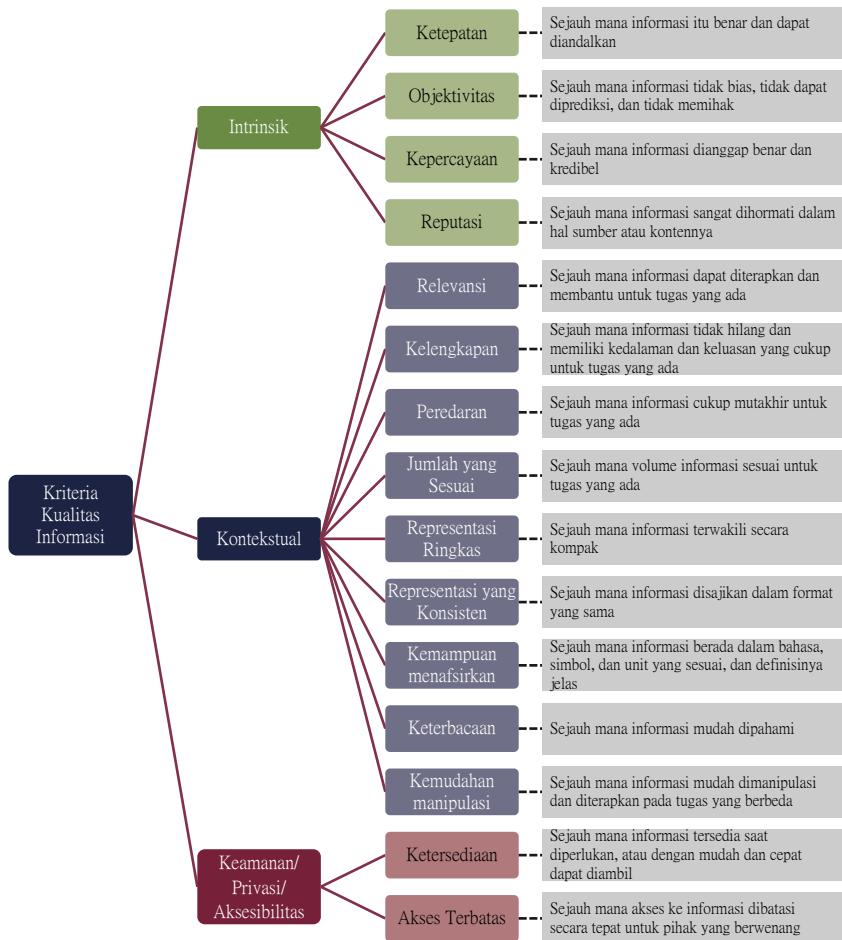 Kriteria
Kualitas
Informasi
Intrinsik
Ketepatan
Sejauh mana informasi itu benar dan dapat
diandalkan
Objektivitas
Sejauh mana informasi tidak bias, tidak dapat
diprediksi, dan tidak memihak
Kepercayaan
Sejauh mana informasi dianggap benar dan
kredibel
Reputasi
Sejauh mana informasi sangat dihormati dalam
hal sumber atau kontennya
Kontekstual
Relevansi
Sejauh mana informasi dapat diterapkan dan
membantu untuk tugas yang ada
Kelengkapan
Sejauh mana informasi tidak hilang dan
memiliki kedalaman dan keluasan yang cukup
untuk tugas yang ada
Peredaran
Sejauh mana informasi cukup mutakhir untuk
tugas yang ada
Jumlah yang
Sesuai
Sejauh mana volume informasi sesuai untuk
tugas yang ada
Representasi
Ringkas
Sejauh mana informasi terwakili secara
kompak
Representasi yang
Konsisten
Sejauh mana informasi disajikan dalam format
yang sama
Kemampuan
menafsirkan
Sejauh mana informasi berada dalam bahasa,
simbol, dan unit yang sesuai, dan definisinya
jelas
Keterbacaan
Sejauh mana informasi mudah dipahami
Kemudahan
manipulasi
Sejauh mana informasi mudah dimanipulasi
dan diterapkan pada tugas yang berbeda
Keamanan/
Privasi/
Aksesibilitas
Ketersediaan
Sejauh mana informasi tersedia saat
diperlukan, atau dengan mudah dan cepat
dapat diambil
Akses Terbatas
Sejauh mana akses ke informasi dibatasi
secara tepat untuk pihak yang berwenang